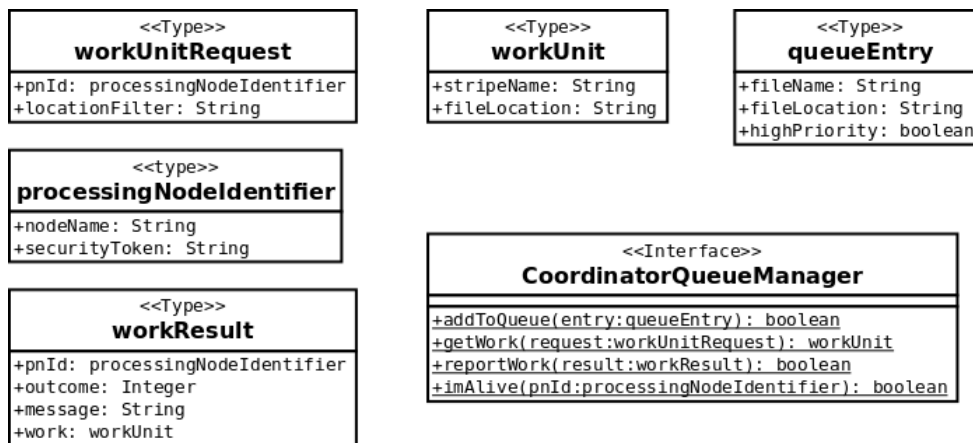 <<Type>>
workUnitRequest
+pnId: processingNodeIdentifier
+locationFilter: String
<<Type>>
workUnit
+stripeName: String
+fileLocation: String
<<Type>>
queueEntry
+fileName: String
+fileLocation: String
+highPriority: boolean
<<type>>
processingNodeIdentifier
+nodeName: String
+securityToken: String
<<Interface>>
CoordinatorQueueManager
+addToQueue(entry:queueEntry): boolean
+getWork(request:workUnitRequest): workUnit
+reportWork(result:workResult): boolean
+imAlive(pnId:processingNodeIdentifier): boolean
<<Type>>
workResult
+pnId: processingNodeIdentifier
+outcome: Integer
+message: String
+work: workUnit